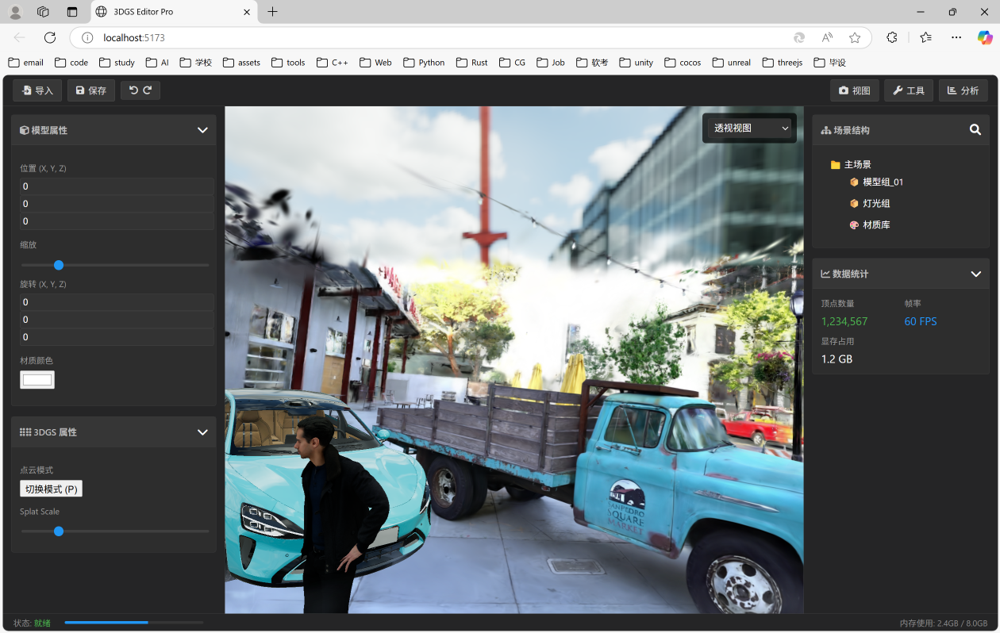 3DGS Editor Pro
localhost:5173
email code study AI 学校 assets tools C++ Web Python Rust CG Job 软考 unity cocos unreal threejs 毕设
导入 保存 视图 工具 分析
模型属性
位置 (X, Y, Z)
0
0
0
缩放
旋转 (X, Y, Z)
0
0
0
材质颜色
3DGS 属性
点云模式
切换模式 (P)
Splat Scale
透视视图
SAN PEDRO
SQUARE
MARKET
场景结构
主场景
模型组_01
灯光组
材质库
数据统计
顶点数量 帧率
1,234,567 60 FPS
显存占用
1.2 GB
状态: 就绪
内存使用: 2.4GB / 8.0GB